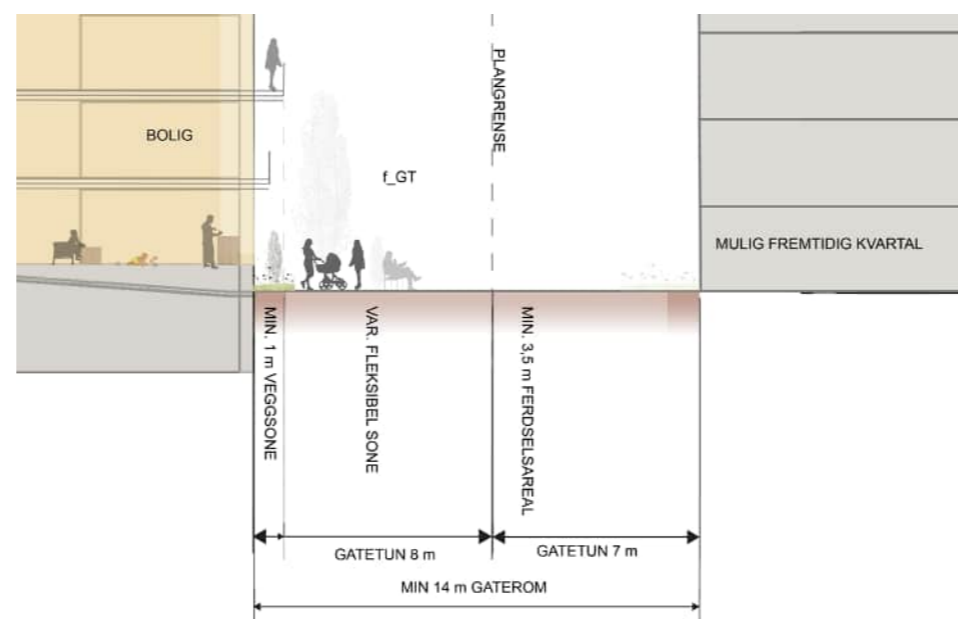 PLANGRENSE
BOLIG
f_GT
MULIG FREMTIDIG KVARTAL
MIN. 1 m VEGGSONE
VAR. FLEKSIBEL SONE
MIN. 3,5 m FERDSELSAREAL
GATETUN 8 m
GATETUN 7 m
MIN 14 m GATEROM